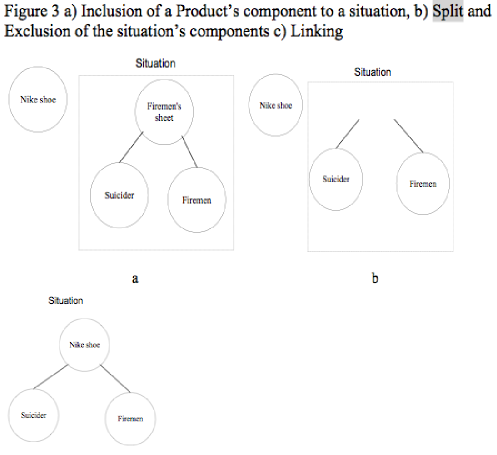 Figure 3 a) Inclusion of a Product's component to a situation, b) Split and
Exclusion of the situation's components c) Linking
Situation
Nike shoe
Firemen's
sheet
Suicider
Firemen
a
Situation
Nike shoe
Suicider
Firemen
b
Situation
Nike shoe
Suicider
Firemen